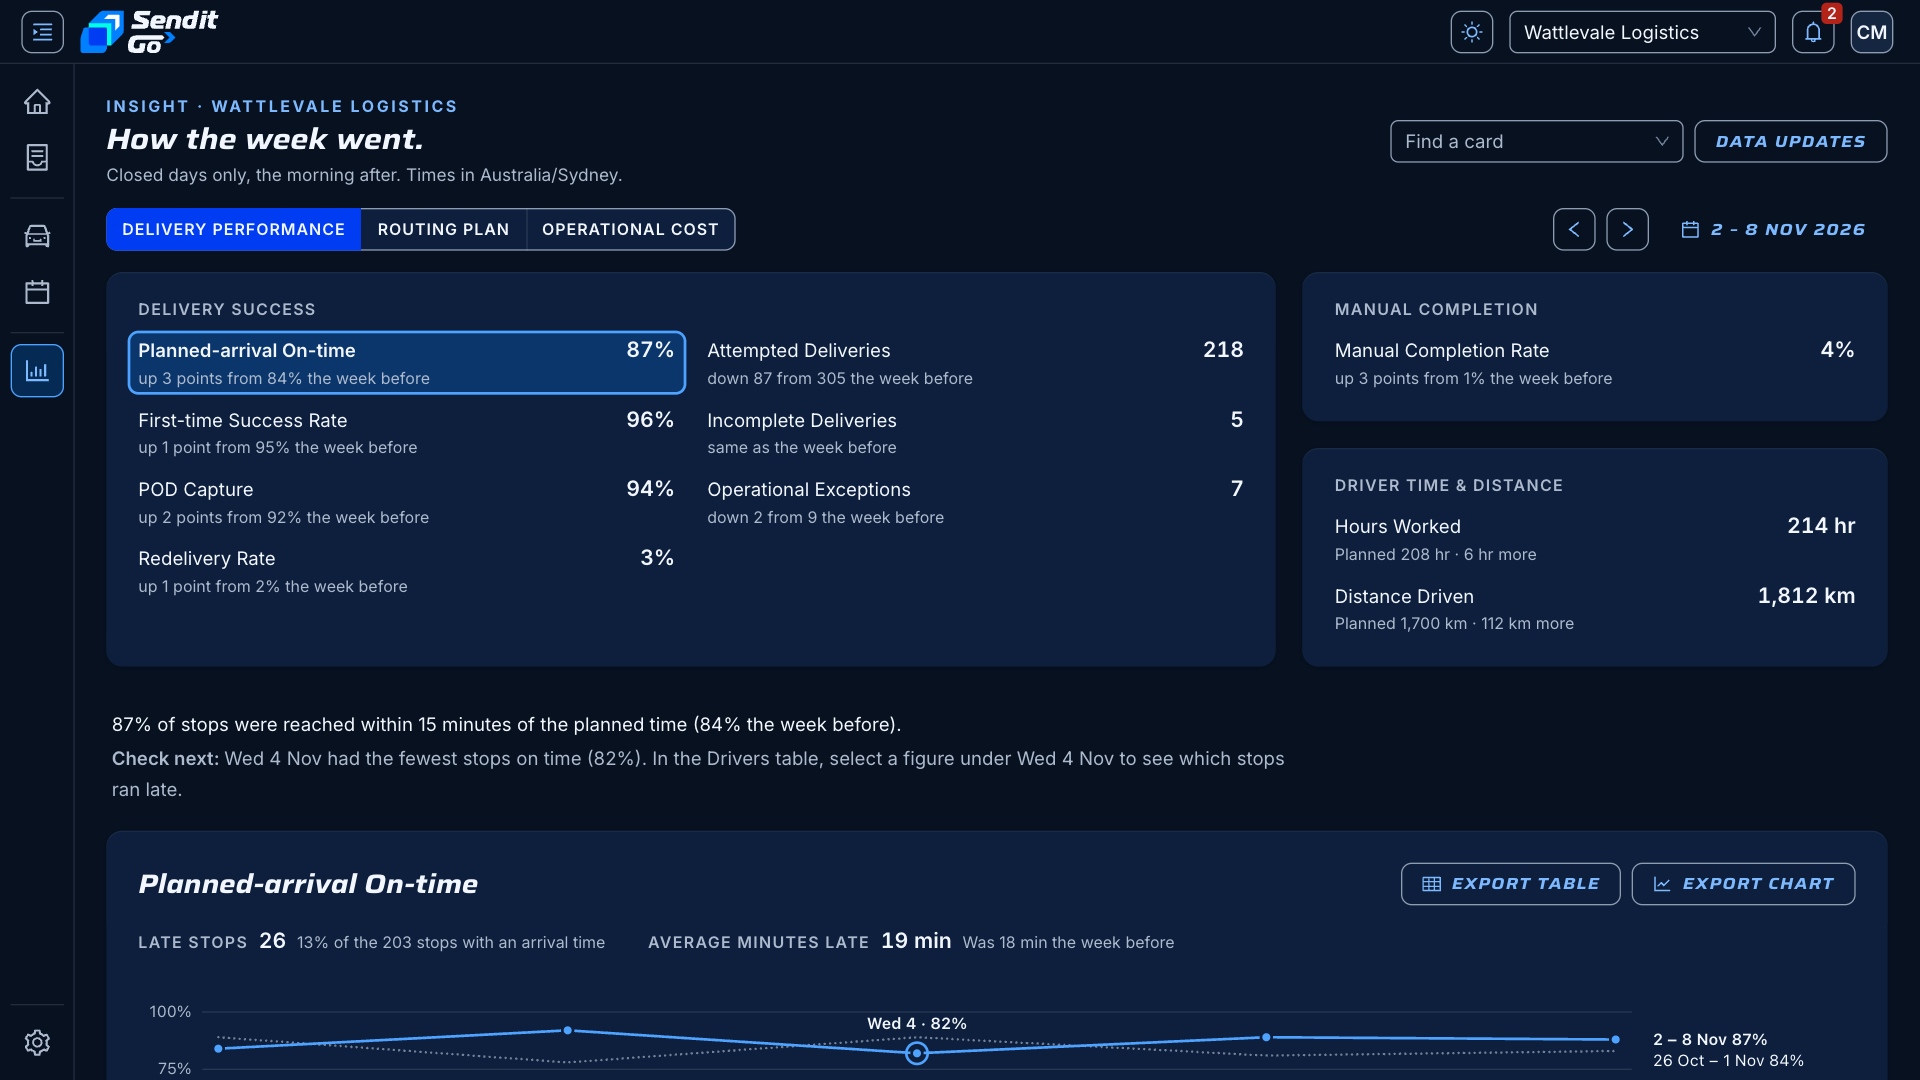 Sendit
Go
Wattlevale Logistics
2
CM
INSIGHT · WATTLEVALE LOGISTICS
How the week went.
Closed days only, the morning after. Times in Australia/Sydney.
Find a card
DATA UPDATES
DELIVERY PERFORMANCE
ROUTING PLAN
OPERATIONAL COST
2 - 8 NOV 2026
DELIVERY SUCCESS
Planned-arrival On-time
87%
up 3 points from 84% the week before
First-time Success Rate
96%
up 1 point from 95% the week before
POD Capture
94%
up 2 points from 92% the week before
Redelivery Rate
3%
up 1 point from 2% the week before
Attempted Deliveries
218
down 87 from 305 the week before
Incomplete Deliveries
5
same as the week before
Operational Exceptions
7
down 2 from 9 the week before
MANUAL COMPLETION
Manual Completion Rate
4%
up 3 points from 1% the week before
DRIVER TIME & DISTANCE
Hours Worked
214 hr
Planned 208 hr · 6 hr more
Distance Driven
1,812 km
Planned 1,700 km · 112 km more
87% of stops were reached within 15 minutes of the planned time (84% the week before).
Check next: Wed 4 Nov had the fewest stops on time (82%). In the Drivers table, select a figure under Wed 4 Nov to see which stops
ran late.
Planned-arrival On-time
EXPORT TABLE
EXPORT CHART
LATE STOPS 26 13% of the 203 stops with an arrival time
AVERAGE MINUTES LATE 19 min Was 18 min the week before
100%
Wed 4 · 82%
2 – 8 Nov 87%
26 Oct – 1 Nov 84%
75%